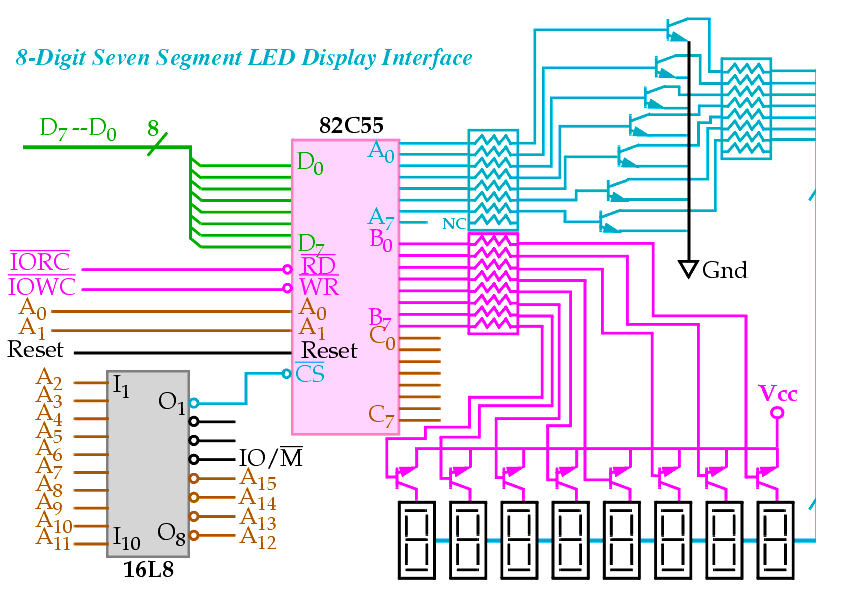 8-Digit Seven Segment LED Display Interface
D7 --D0 8
82C55
D0
A0
A7
NC
D7
B0
IORC
RD
Gnd
IOWC
WR
A0
A0
B7
A1
A1
C0
Reset
Reset
CS
A2
I1
O1
Vcc
A3
A4
C7
A5
A6
IO/M
A7
A15
A8
A14
A9
A13
A10
I10
O8
A12
A11
16L8